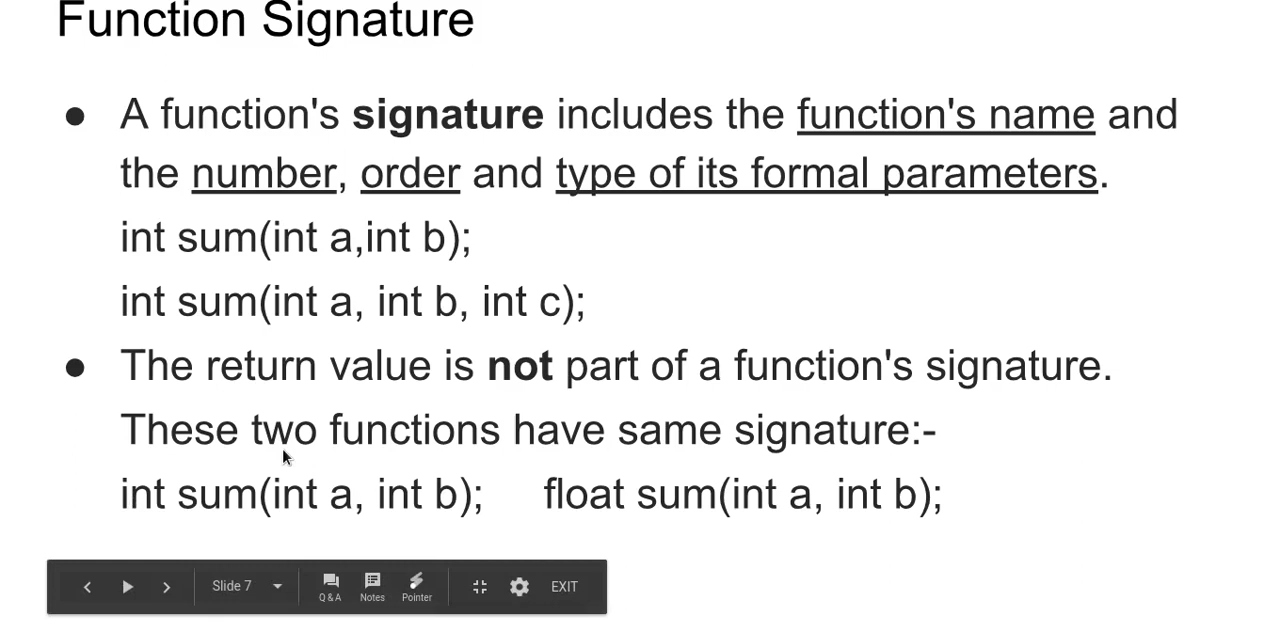 Function Signature
● A function's signature includes the function's name and
the number, order and type of its formal parameters.
int sum(int a,int b);
int sum(int a, int b, int c);
● The return value is not part of a function's signature.
These two functions have same signature:-
int sum(int a, int b); float sum(int a, int b);
Slide 7 Q & A Notes Pointer EXIT